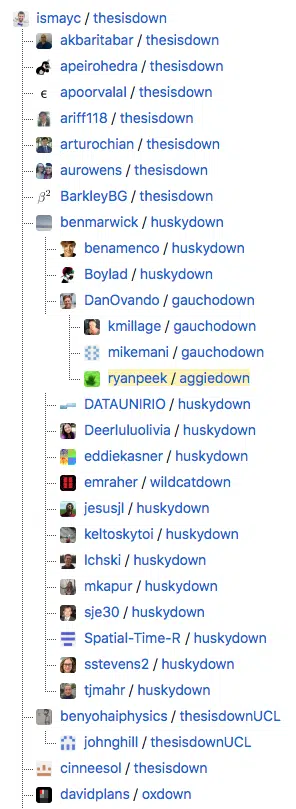 ismayc / thesisdown
akbaritabar / thesisdown
apeirohedra / thesisdown
ϵ apoorvalal / thesisdown
ariff118 / thesisdown
arturochian / thesisdown
aurowens / thesisdown
β² BarkleyBG / thesisdown
benmarwick / huskydown
benamenco / huskydown
Boylad / huskydown
DanOvando / gauchodown
kmillage / gauchodown
mikemani / gauchodown
ryanpeek / aggiedown
DATAUNIRIO / huskydown
Deerluluolivia / huskydown
eddiekasner / huskydown
emraher / wildcatdown
jesusjl / huskydown
keltoskytoi / huskydown
lchski / huskydown
mkapur / huskydown
sje30 / huskydown
Spatial-Time-R / huskydown
sstevens2 / huskydown
tjmahr / huskydown
benyohaiphysics / thesisdownUCL
johnghill / thesisdownUCL
cinneesol / thesisdown
davidplans / oxdown